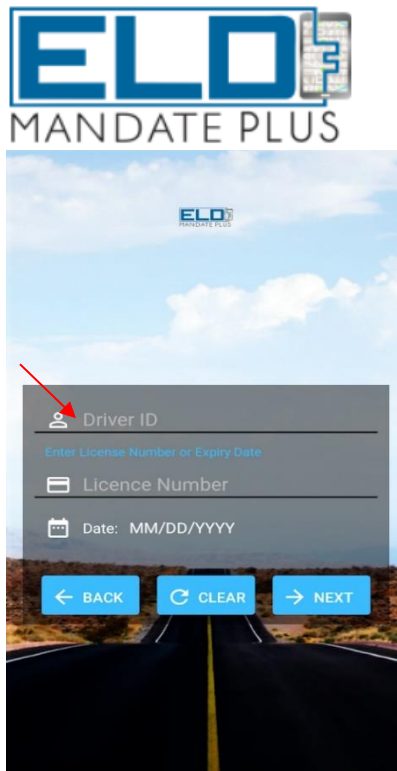 ELD
MANDATE PLUS
ELD
MANDATE PLUS
Driver ID
Enter License Number or Expiry Date
Licence Number
Date: MM/DD/YYYY
BACK
CLEAR
NEXT